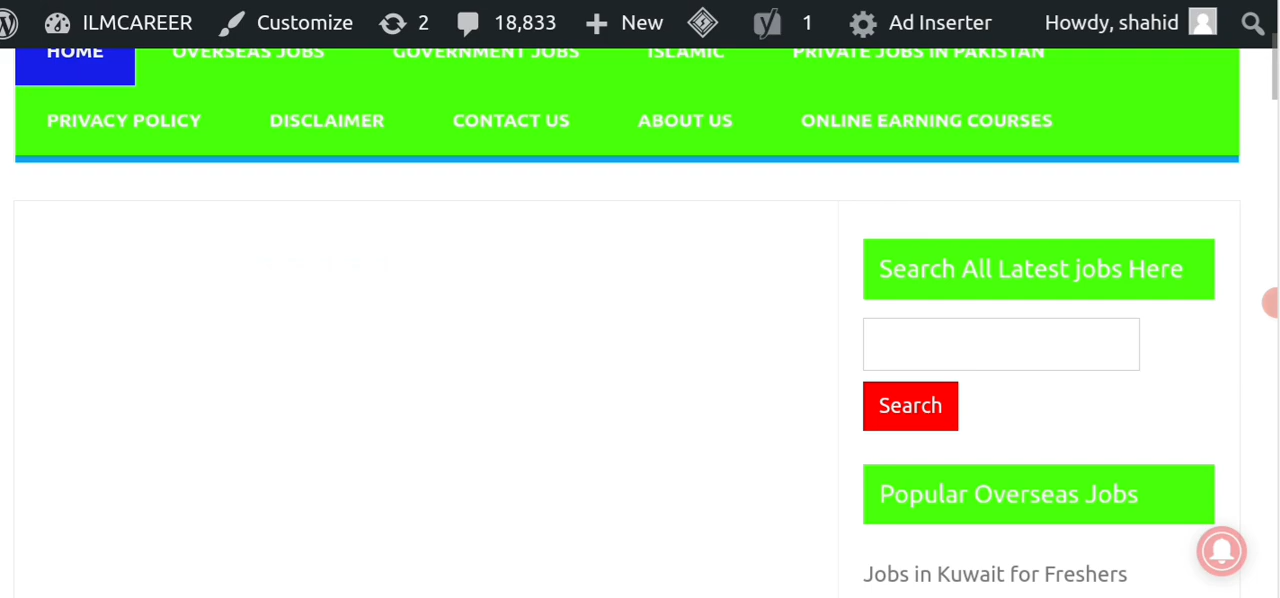 ILMCAREER Customize 2 18,833 New 1 Ad Inserter Howdy, shahid
HOME OVERSEAS JOBS GOVERNMENT JOBS ISLAMIC PRIVATE JOBS IN PAKISTAN
PRIVACY POLICY DISCLAIMER CONTACT US ABOUT US ONLINE EARNING COURSES
Search All Latest jobs Here
Search
Popular Overseas Jobs
Jobs in Kuwait for Freshers